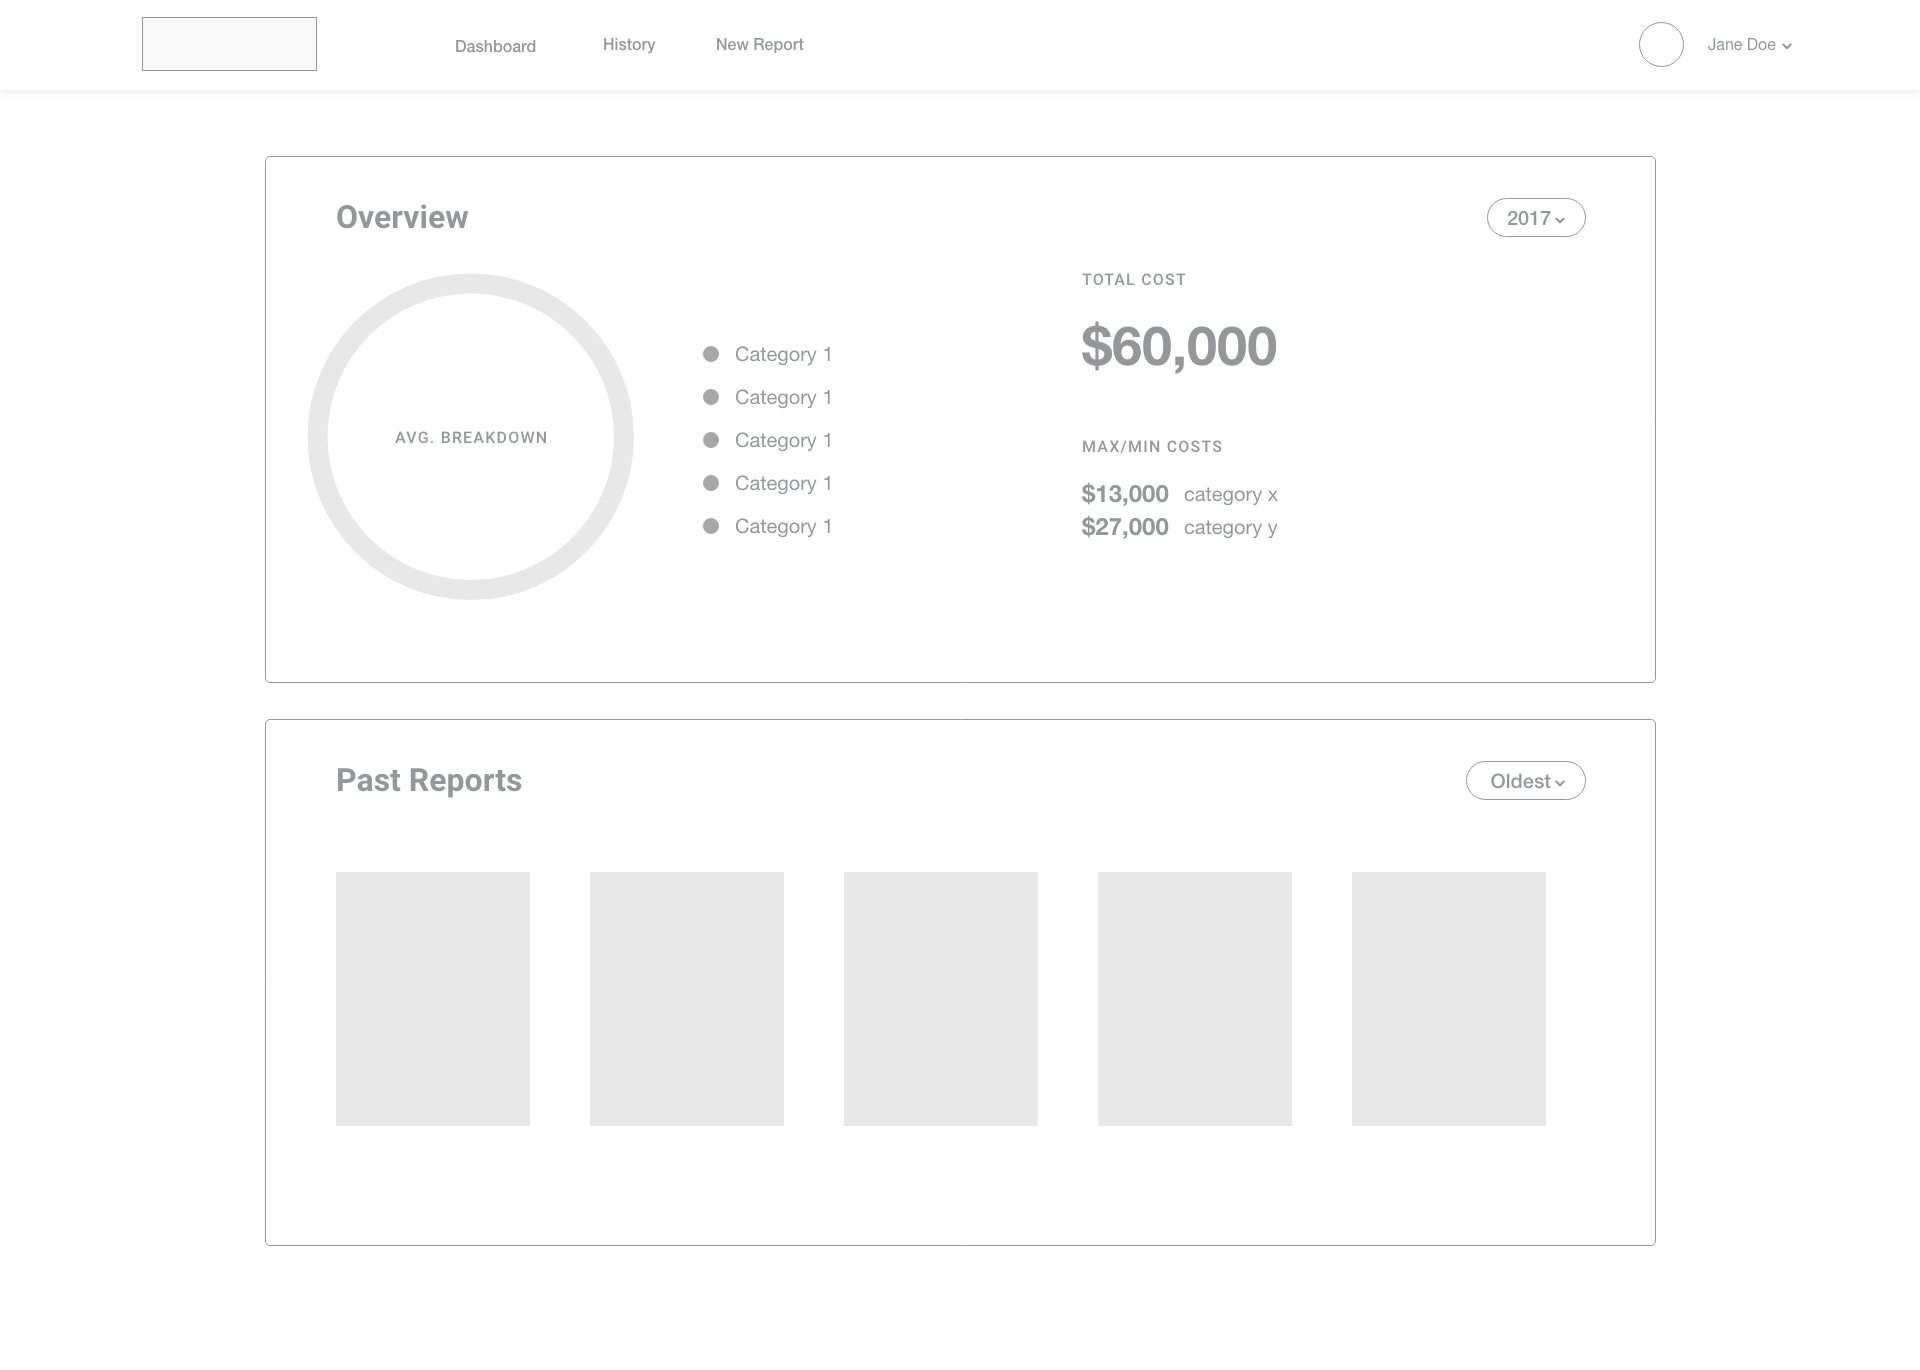 Dashboard
History
New Report
Jane Doe
Overview
2017
AVG. BREAKDOWN
Category 1
Category 1
Category 1
Category 1
Category 1
TOTAL COST
$60,000
MAX/MIN COSTS
$13,000 category x
$27,000 category y
Past Reports
Oldest